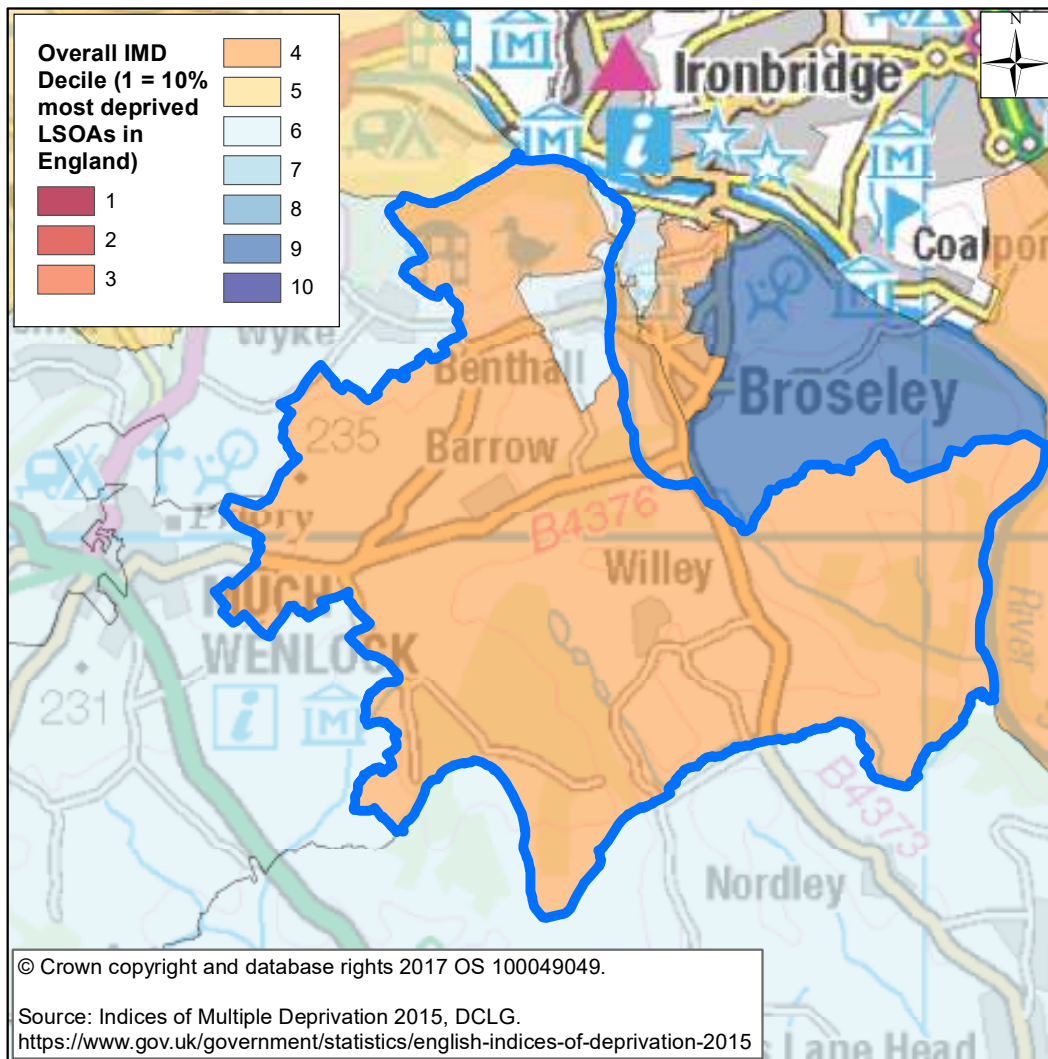 Overall IMD
Decile (1 = 10%
most deprived
LSOAs in
England)
1
2
3
4
5
6
7
8
9
10
N
Ironbridge
Wyke
Benthall
Broseley
235
Barrow
Priory
B4376
Willey
MUCH
WENLOCK
River
231
B4373
Nordley
Lane Head
© Crown copyright and database rights 2017 OS 100049049.
Source: Indices of Multiple Deprivation 2015, DCLG.
https://www.gov.uk/government/statistics/english-indices-of-deprivation-2015